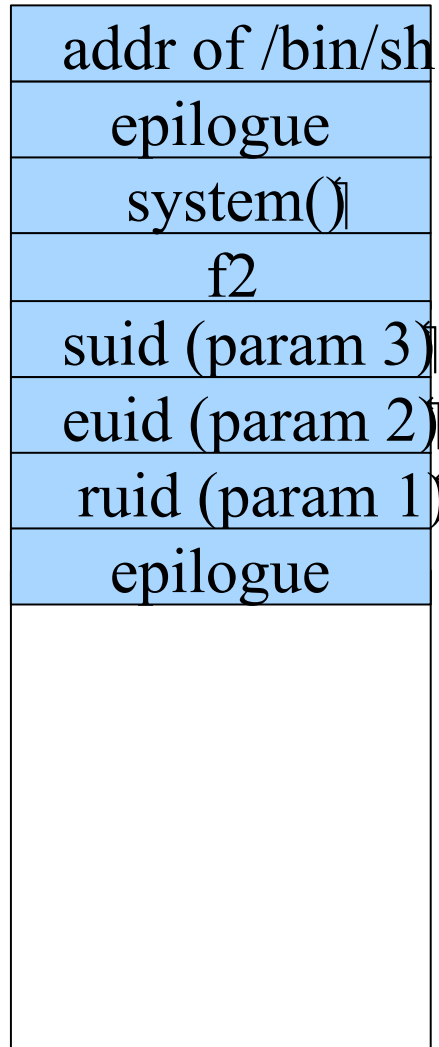 addr of /bin/sh
epilogue
system()
f2
suid (param 3)
euid (param 2)
ruid (param 1)
epilogue